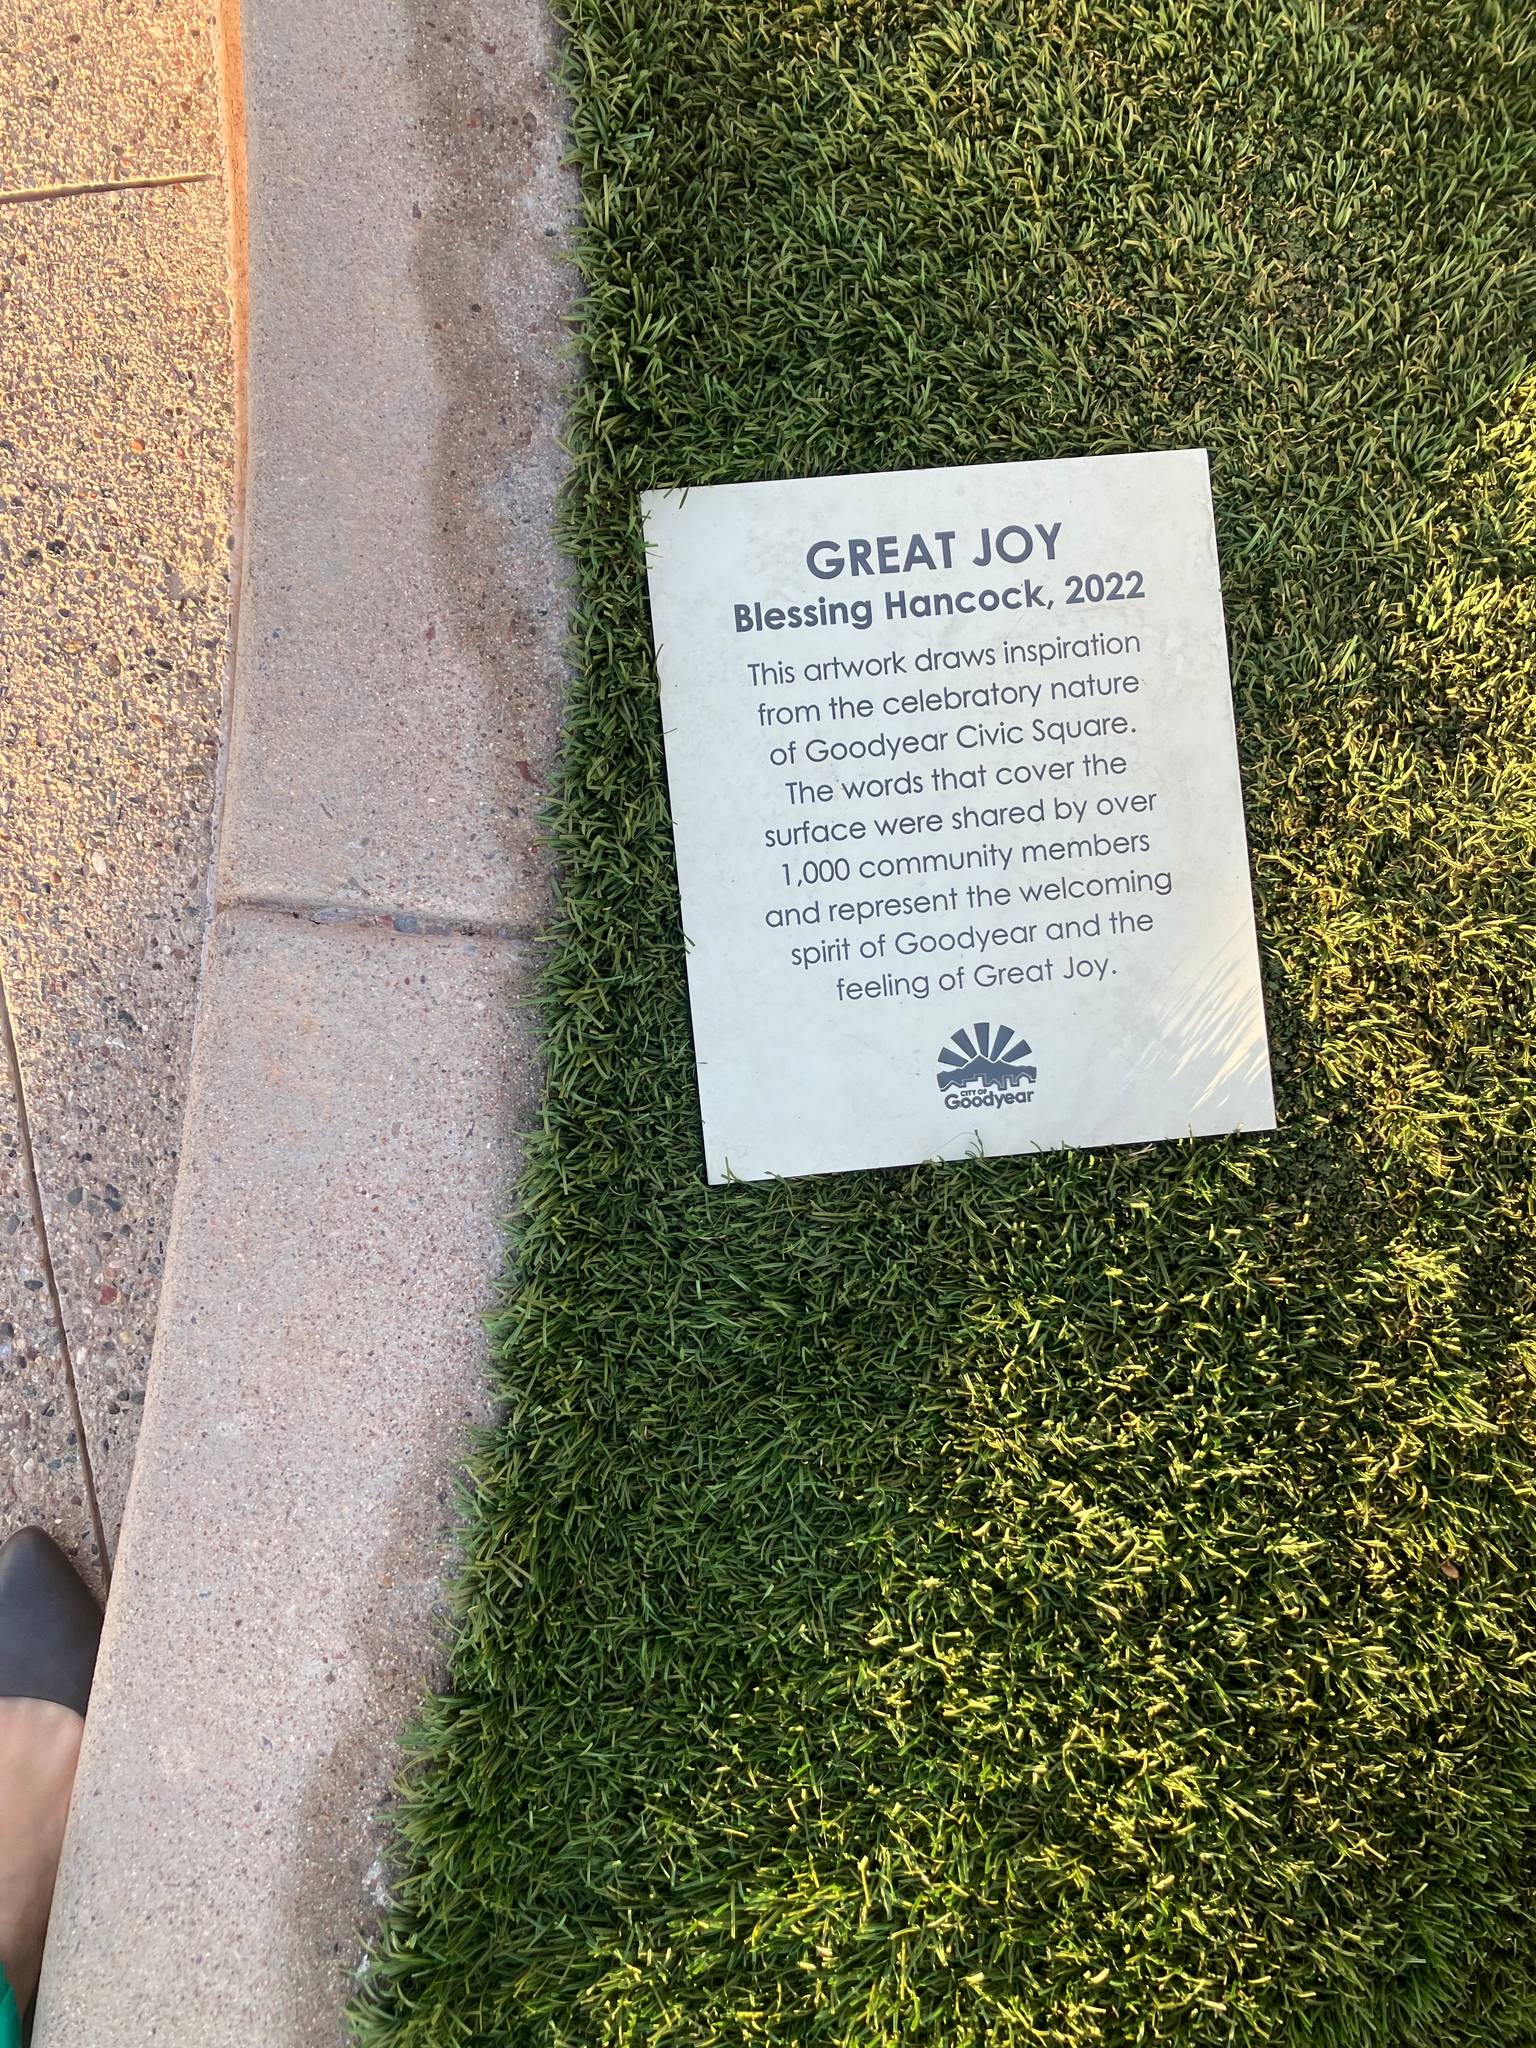 GREAT JOY
Blessing Hancock, 2022
This artwork draws inspiration
from the celebratory nature
of Goodyear Civic Square.
The words that cover the
surface were shared by over
1,000 community members
and represent the welcoming
spirit of Goodyear and the
feeling of Great Joy.
CITY OF
Goodyear